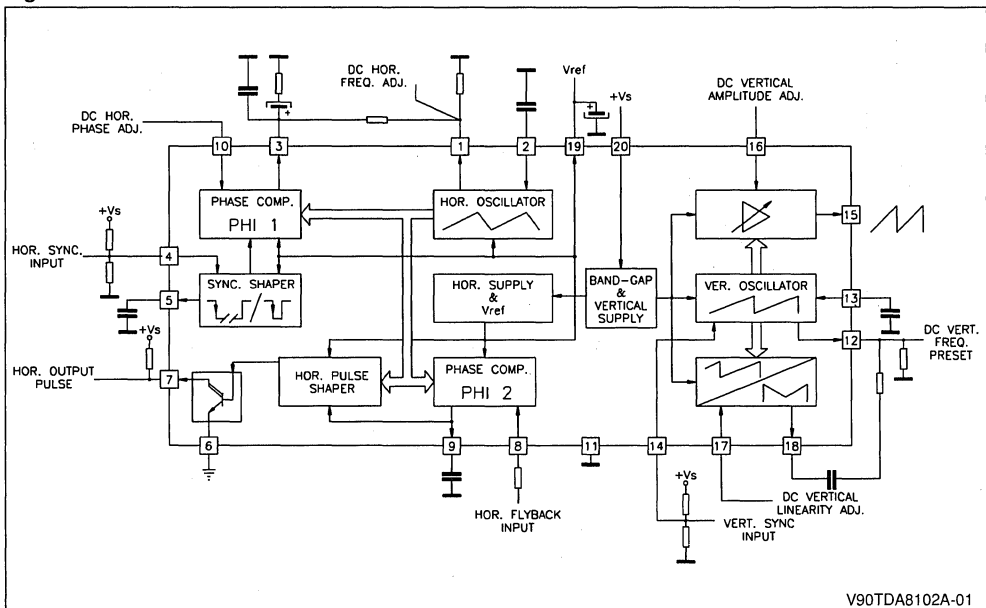 DC HOR.
FREQ. ADJ.
Vref
+Vs
DC VERTICAL
AMPLITUDE ADJ.
DC HOR.
PHASE ADJ.
10
3
1
2
19
20
16
+Vs
PHASE COMP.
PHI 1
HOR. OSCILLATOR
15
HOR. SYNC.
INPUT
4
SYNC. SHAPER
HOR. SUPPLY
&
Vref
BAND-GAP
&
VERTICAL
SUPPLY
VER. OSCILLATOR
13
5
+Vs
12
DC VERT.
FREQ.
PRESET
HOR. OUTPUT
PULSE
7
HOR. PULSE
SHAPER
PHASE COMP.
PHI 2
6
9
8
11
14
17
18
+Vs
HOR. FLYBACK
INPUT
DC VERTICAL
LINEARITY ADJ.
VERT. SYNC
INPUT
V90TDA8102A-01